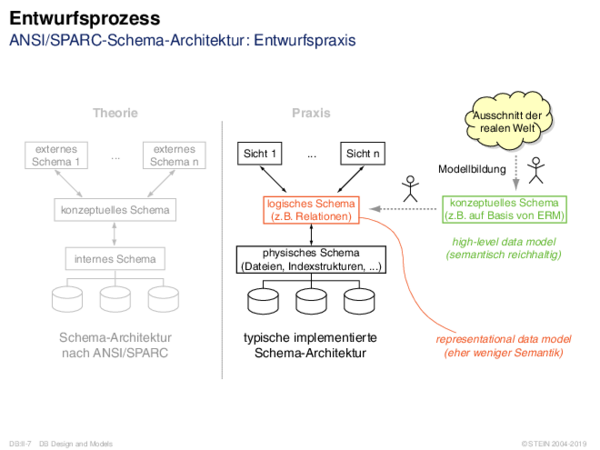 Entwurfsprozess
ANSI/SPARC-Schema-Architektur: Entwurfspraxis
Theorie
externes
Schema 1
...
externes
Schema n
konzeptuelles Schema
internes Schema
Schema-Architektur
nach ANSI/SPARC
Praxis
Sicht 1
...
Sicht n
logisches Schema
(z.B. Relationen)
physisches Schema
(Dateien, Indexstrukturen, ...)
typische implementierte
Schema-Architektur
Ausschnitt der
realen Welt
Modellbildung
konzeptuelles Schema
(z.B. auf Basis von ERM)
high-level data model
(semantisch reichhaltig)
representational data model
(eher weniger Semantik)
DB:II-7 DB Design and Models
© STEIN 2004-2019